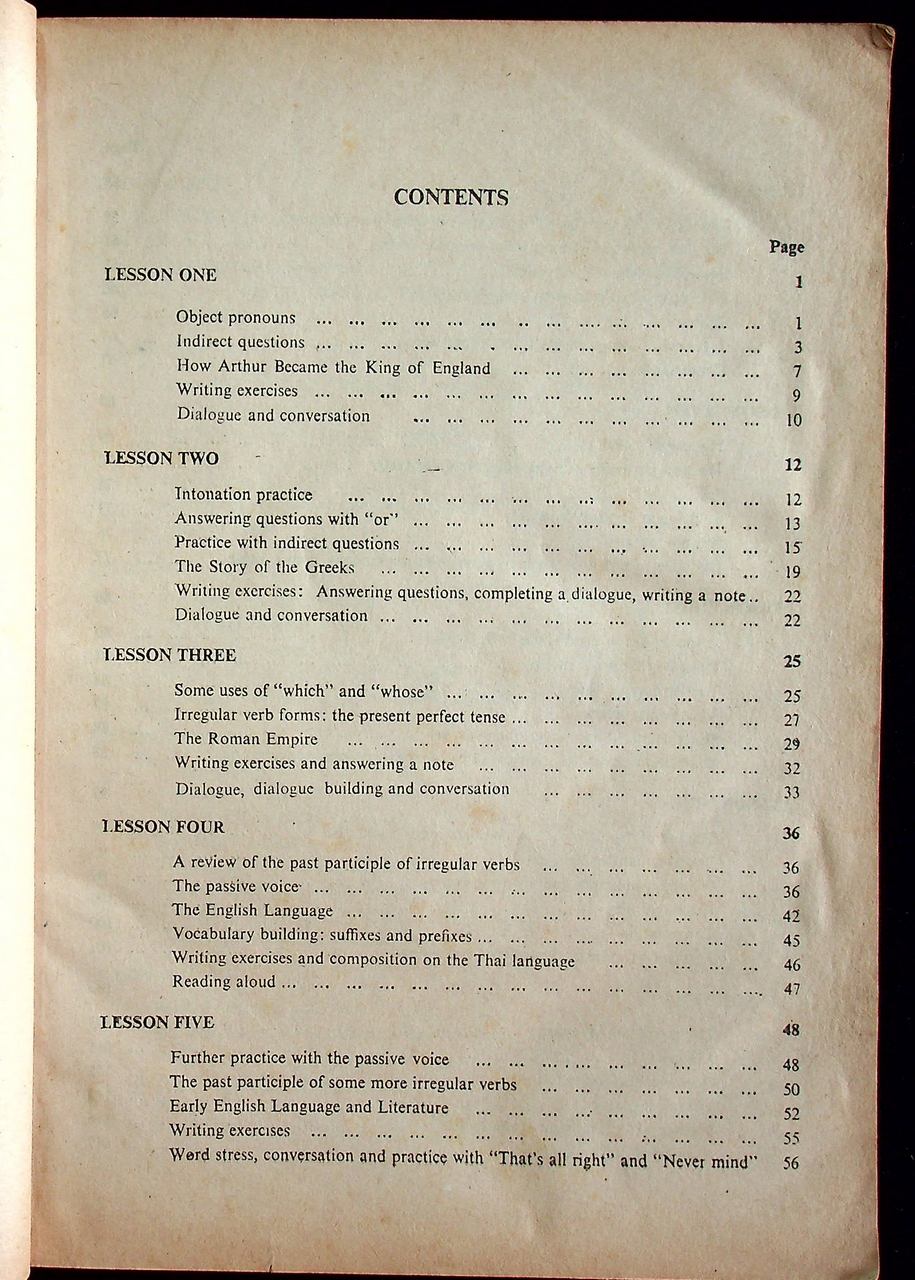 CONTENTS
Page
LESSON ONE 1
Object pronouns ... ... ... ... ... ... ... ... ... ... ... ... ... ... 1
Indirect questions ... ... ... ... ... ... ... ... ... ... ... ... ... ... 3
How Arthur Became the King of England ... ... ... ... ... ... ... ... 7
Writing exercises ... ... ... ... ... ... ... ... ... ... ... ... ... ... 9
Dialogue and conversation ... ... ... ... ... ... ... ... ... ... ... 10
LESSON TWO 12
Intonation practice ... ... ... ... ... ... ... ... ... ... ... ... ... 12
Answering questions with “or” ... ... ... ... ... ... ... ... ... ... ... 13
Practice with indirect questions ... ... ... ... ... ... ... ... ... ... ... 15
The Story of the Greeks ... ... ... ... ... ... ... ... ... ... ... ... 19
Writing exercises: Answering questions, completing a dialogue, writing a note.. 22
Dialogue and conversation ... ... ... ... ... ... ... ... ... ... ... ... 22
LESSON THREE 25
Some uses of “which” and “whose” ... ... ... ... ... ... ... ... ... ... 25
Irregular verb forms: the present perfect tense ... ... ... ... ... ... ... ... 27
The Roman Empire ... ... ... ... ... ... ... ... ... ... ... ... ... 29
Writing exercises and answering a note ... ... ... ... ... ... ... ... ... 32
Dialogue, dialogue building and conversation ... ... ... ... ... ... ... 33
LESSON FOUR 36
A review of the past participle of irregular verbs ... ... ... ... ... ... ... 36
The passive voice ... ... ... ... ... ... ... ... ... ... ... ... ... ... 36
The English Language ... ... ... ... ... ... ... ... ... ... ... ... ... 42
Vocabulary building: suffixes and prefixes ... ... ... ... ... ... ... ... ... 45
Writing exercises and composition on the Thai language ... ... ... ... ... 46
Reading aloud ... ... ... ... ... ... ... ... ... ... ... ... ... ... ... 47
LESSON FIVE 48
Further practice with the passive voice ... ... ... ... ... ... ... ... ... 48
The past participle of some more irregular verbs ... ... ... ... ... ... ... 50
Early English Language and Literature ... ... ... ... ... ... ... ... ... 52
Writing exercises ... ... ... ... ... ... ... ... ... ... ... ... ... ... 55
Word stress, conversation and practice with “That's all right” and “Never mind” 56